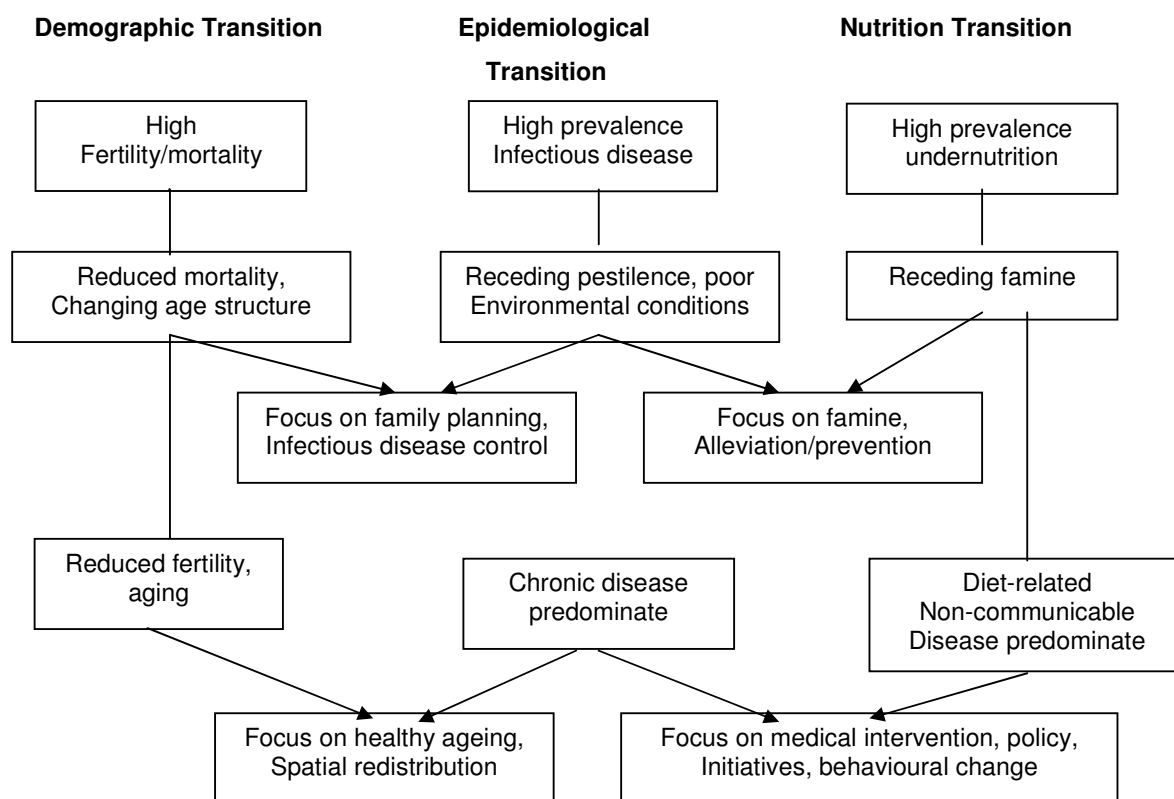 Demographic Transition
Epidemiological
Transition
Nutrition Transition
High
Fertility/mortality
High prevalence
Infectious disease
High prevalence
undernutrition
Reduced mortality,
Changing age structure
Receding pestilence, poor
Environmental conditions
Receding famine
Focus on family planning,
Infectious disease control
Focus on famine,
Alleviation/prevention
Reduced fertility,
aging
Chronic disease
predominate
Diet-related
Non-communicable
Disease predominate
Focus on healthy ageing,
Spatial redistribution
Focus on medical intervention, policy,
Initiatives, behavioural change